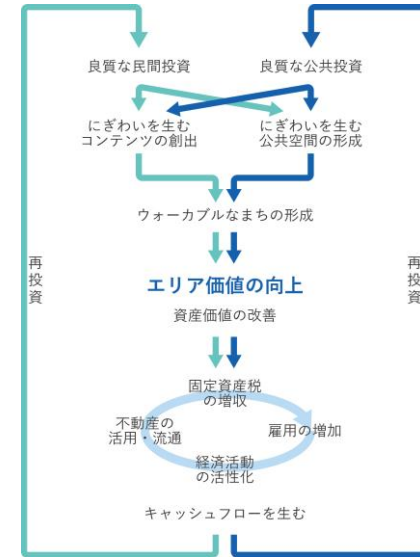 良質な民間投資
良質な公共投資
にぎわいを生む
コンテンツの創出
にぎわいを生む
公共空間の形成
ウォーカブルなまちの形成
再投資
再投資
エリア価値の向上
資産価値の改善
固定資産税
の増収
不動産の
活用・流通
雇用の増加
経済活動
の活性化
キャッシュフローを生む